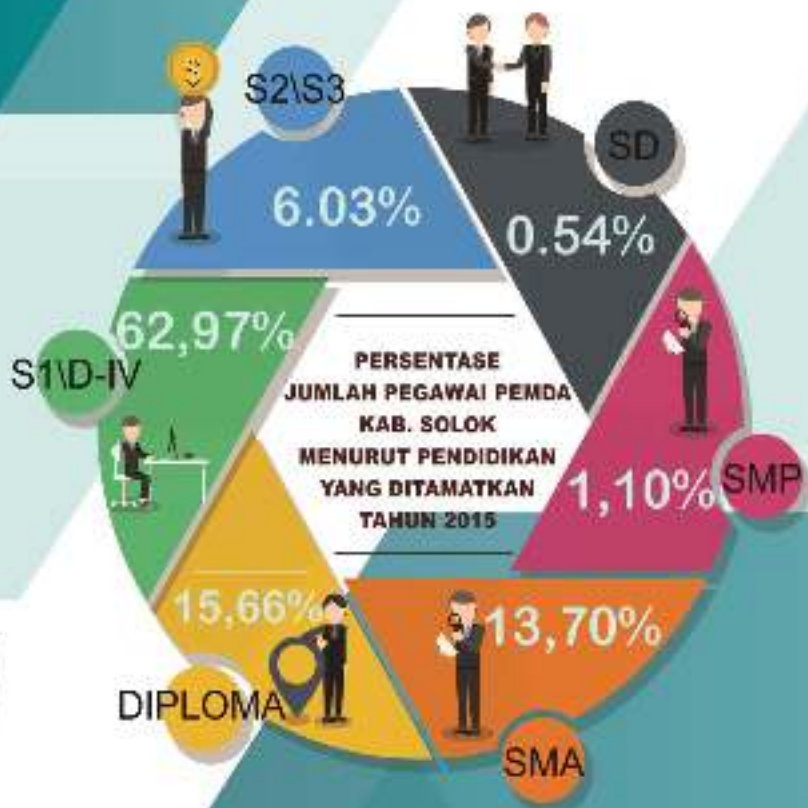 S2\S3
6.03%
SD
0.54%
62,97%
S1\D-IV
PERSENTASE
JUMLAH PEGAWAI PEMDA
KAB. SOLOK
MENURUT PENDIDIKAN
YANG DITAMATKAN
TAHUN 2015
1,10%
SMP
15,66%
13,70%
DIPLOMA
SMA